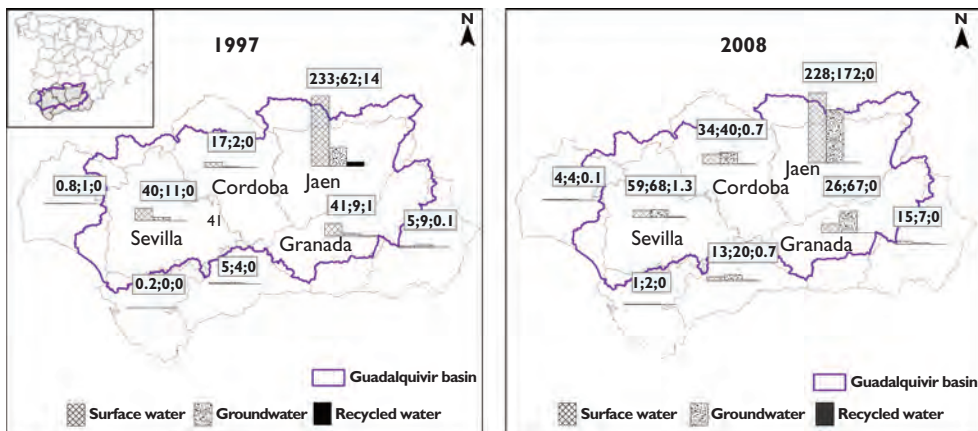 1997
N
233;62;14
17;2;0
Cordoba
Jaen
0.8;1;0
40;11;0
41
41;9;1
5;9;0.1
Sevilla
Granada
5;4;0
0.2;0;0
Guadalquivir basin
Surface water
Groundwater
Recycled water
2008
N
228;172;0
34;40;0.7
Jaen
Cordoba
4;4;0.1
59;68;1.3
26;67;0
15;7;0
Sevilla
Granada
13;20;0.7
1;2;0
Guadalquivir basin
Surface water
Groundwater
Recycled water